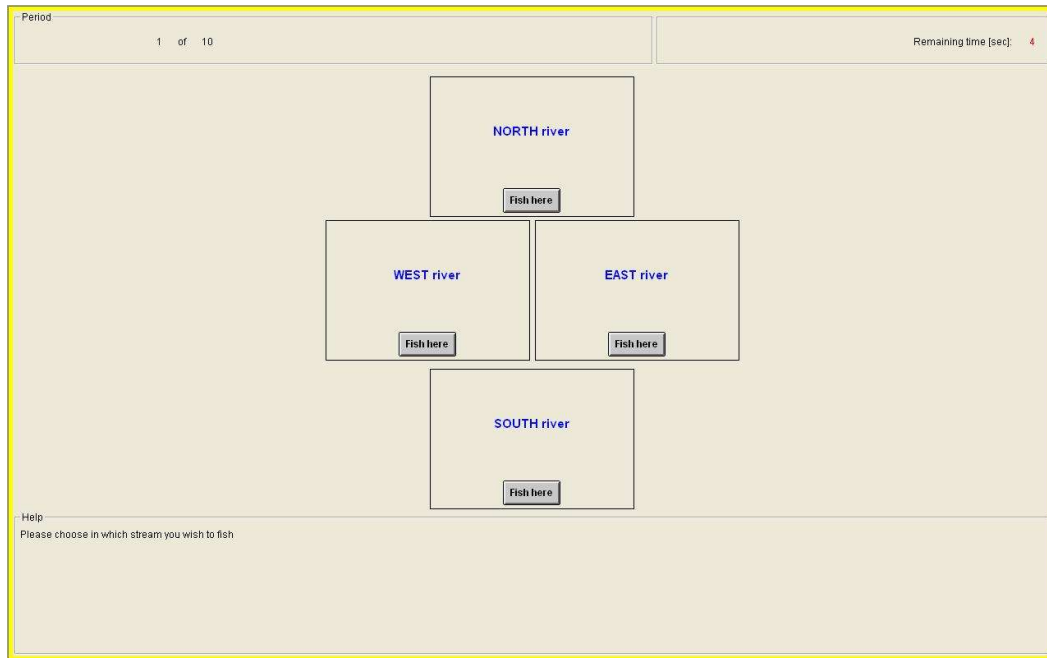 Period
1 of 10
Remaining time [sec]: 4
NORTH river
Fish here
WEST river
EAST river
Fish here
Fish here
SOUTH river
Fish here
Help
Please choose in which stream you wish to fish